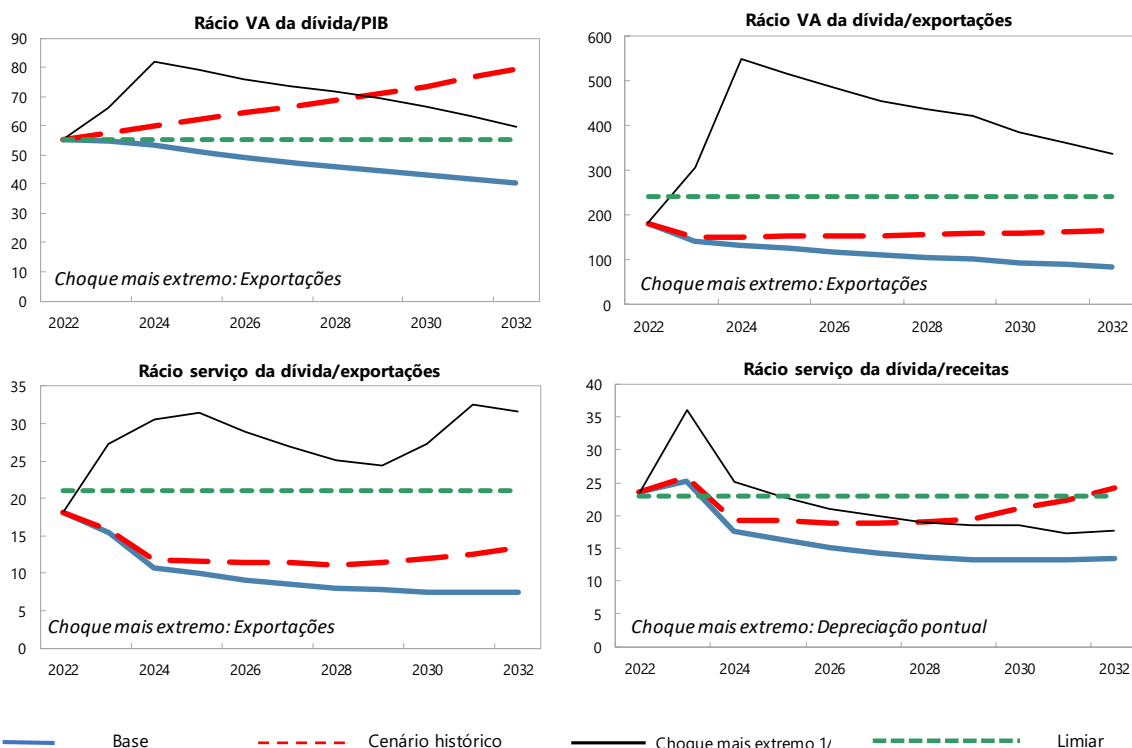 Rácio VA da dívida/PIB
90
80
70
60
50
40
30
20
10
0
Choque mais extremo: Exportações
2022 2024 2026 2028 2030 2032
Rácio VA da dívida/exportações
600
500
400
300
200
100
0
Choque mais extremo: Exportações
2022 2024 2026 2028 2030 2032
Rácio serviço da dívida/exportações
35
30
25
20
15
10
5
0
Choque mais extremo: Exportações
2022 2024 2026 2028 2030 2032
Rácio serviço da dívida/receitas
40
35
30
25
20
15
10
5
0
Choque mais extremo: Depreciação pontual
2022 2024 2026 2028 2030 2032
Base Cenário histórico Choque mais extremo 1/ Limiar